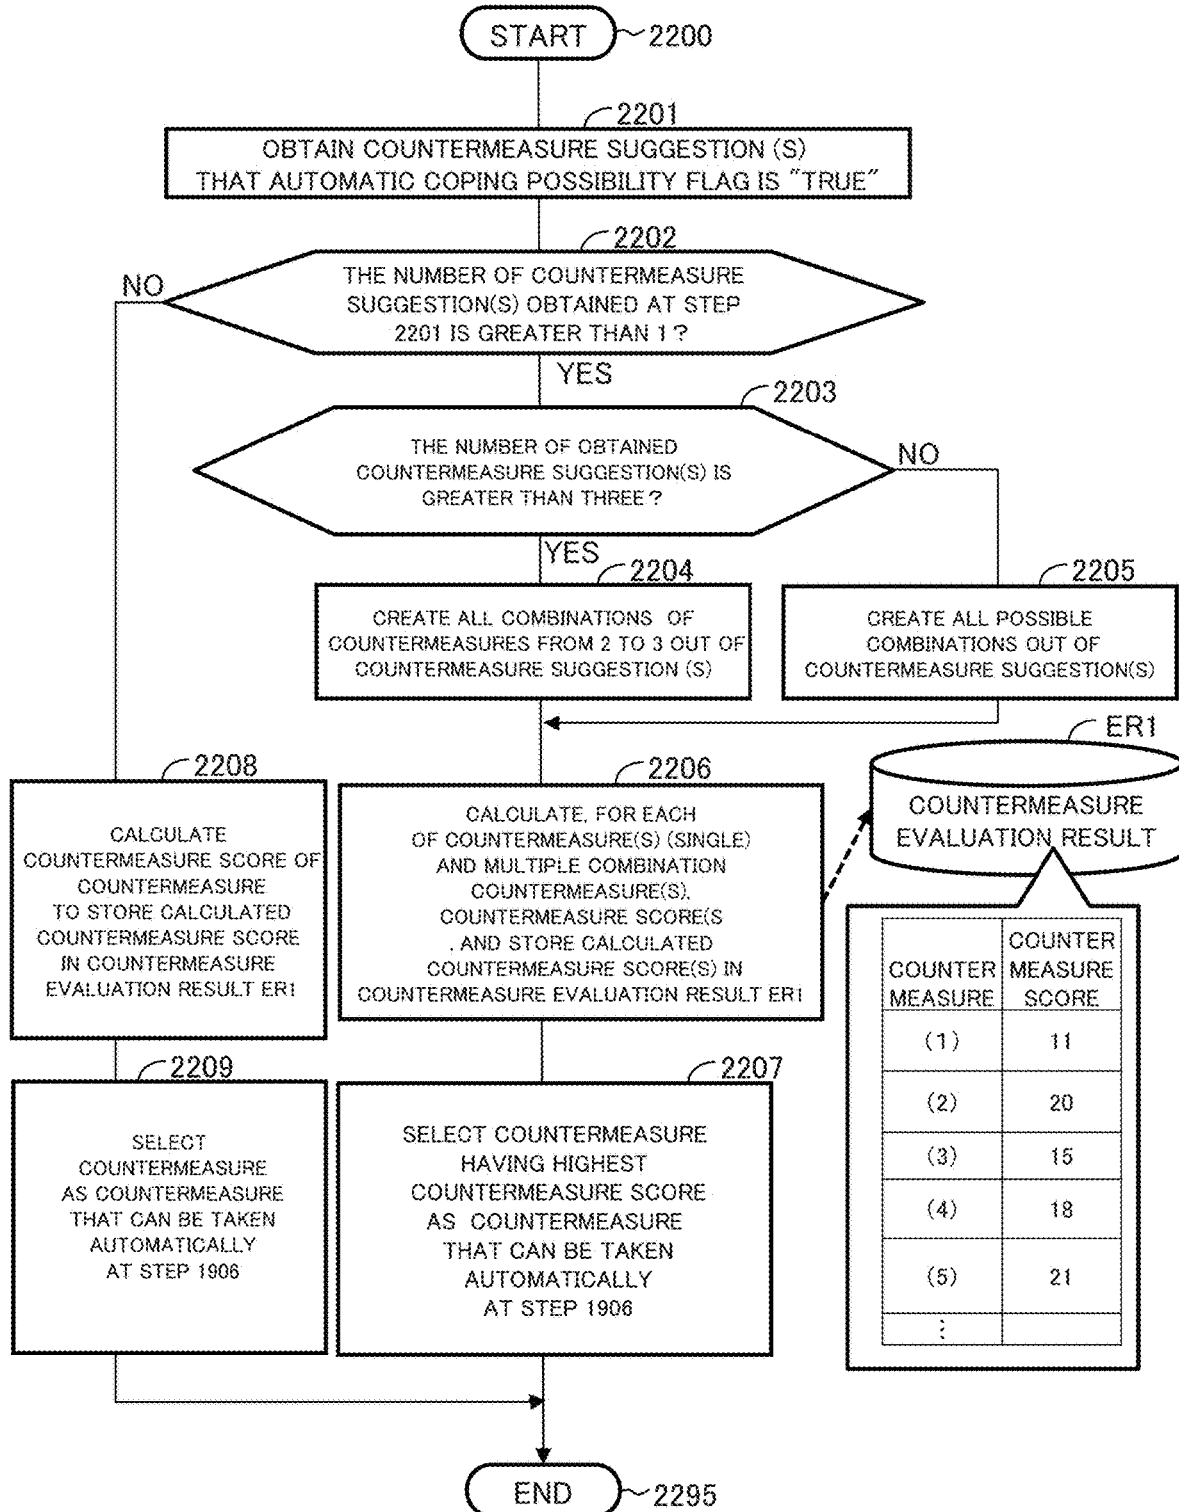 START
2200
2201
OBTAIN COUNTERMEASURE SUGGESTION (S)
THAT AUTOMATIC COPING POSSIBILITY FLAG IS "TRUE"
2202
NO
THE NUMBER OF COUNTERMEASURE
SUGGESTION(S) OBTAINED AT STEP
2201 IS GREATER THAN 1?
YES
2203
THE NUMBER OF OBTAINED
COUNTERMEASURE SUGGESTION(S) IS
GREATER THAN THREE?
NO
YES
2204
CREATE ALL COMBINATIONS OF
COUNTERMEASURES FROM 2 TO 3 OUT OF
COUNTERMEASURE SUGGESTION (S)
2205
CREATE ALL POSSIBLE
COMBINATIONS OUT OF
COUNTERMEASURE SUGGESTION(S)
2208
CALCULATE
COUNTERMEASURE SCORE OF
COUNTERMEASURE
TO STORE CALCULATED
COUNTERMEASURE SCORE
IN COUNTERMEASURE
EVALUATION RESULT ER1
2206
CALCULATE, FOR EACH
OF COUNTERMEASURE(S) (SINGLE)
AND MULTIPLE COMBINATION
COUNTERMEASURE(S),
COUNTERMEASURE SCORE(S
, AND STORE CALCULATED
COUNTERMEASURE SCORE(S) IN
COUNTERMEASURE EVALUATION RESULT ER1
ER1
COUNTERMEASURE
EVALUATION RESULT
COUNTER
MEASURE
COUNTER
MEASURE
SCORE
(1) 11
(2) 20
(3) 15
(4) 18
(5) 21
⋮
2209
SELECT
COUNTERMEASURE
AS COUNTERMEASURE
THAT CAN BE TAKEN
AUTOMATICALLY
AT STEP 1906
2207
SELECT COUNTERMEASURE
HAVING HIGHEST
COUNTERMEASURE SCORE
AS COUNTERMEASURE
THAT CAN BE TAKEN
AUTOMATICALLY
AT STEP 1906
END
2295